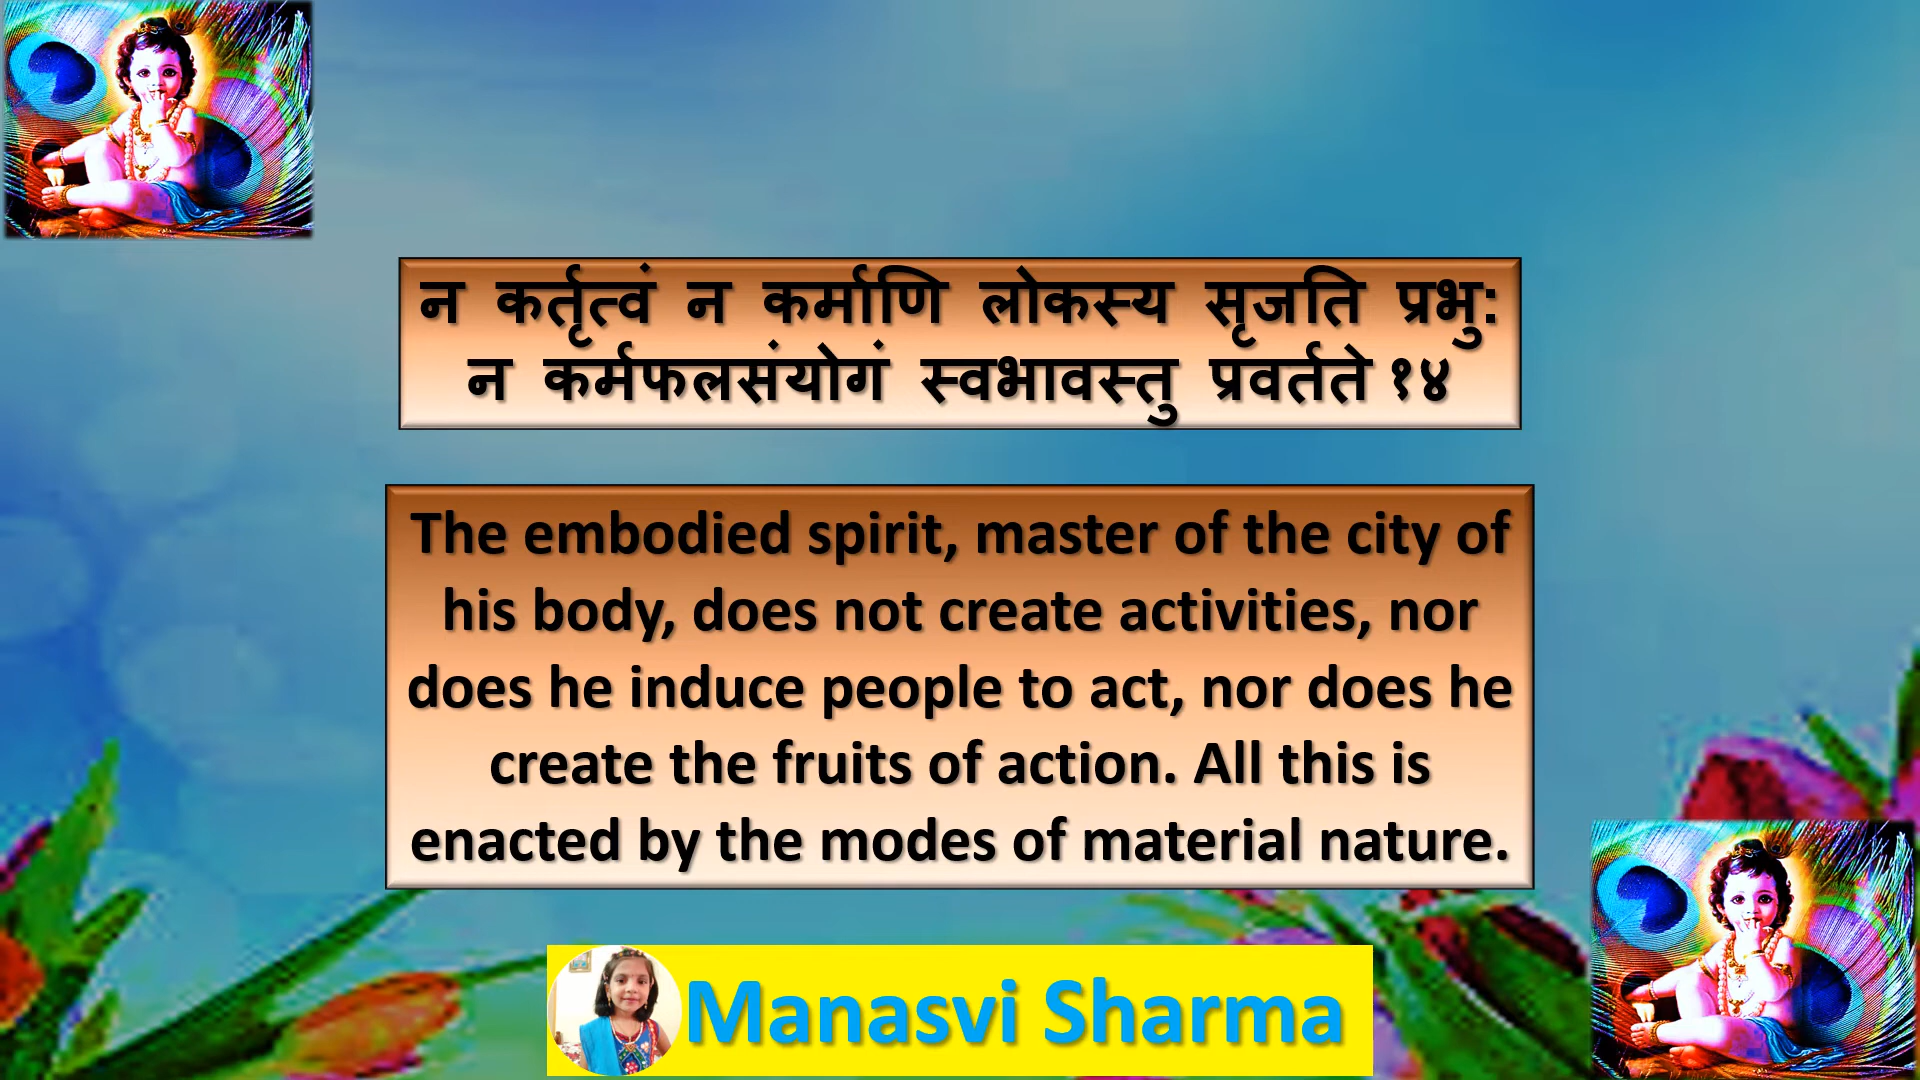 न कर्तृत्वं न कर्माणि लोकस्य सृजति प्रभु:
न कर्मफलसंयोगं स्वभावस्तु प्रवर्तते १४
The embodied spirit, master of the city of
his body, does not create activities, nor
does he induce people to act, nor does he
create the fruits of action. All this is
enacted by the modes of material nature.
Manasvi Sharma